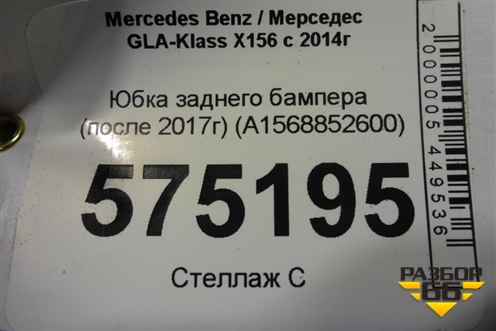 Mercedes Benz / Мерседес
GLA-Klass X156 с 2014г
Юбка заднего бампера
(после 2017г) (A1568852600)
575195
Стеллаж С
2000005449536
РАЗБОР
66